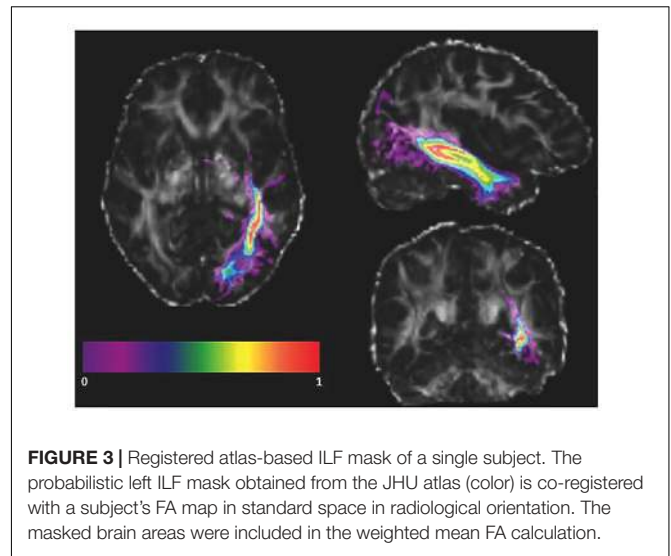 0
1
FIGURE 3 | Registered atlas-based ILF mask of a single subject. The
probabilistic left ILF mask obtained from the JHU atlas (color) is co-registered
with a subject's FA map in standard space in radiological orientation. The
masked brain areas were included in the weighted mean FA calculation.